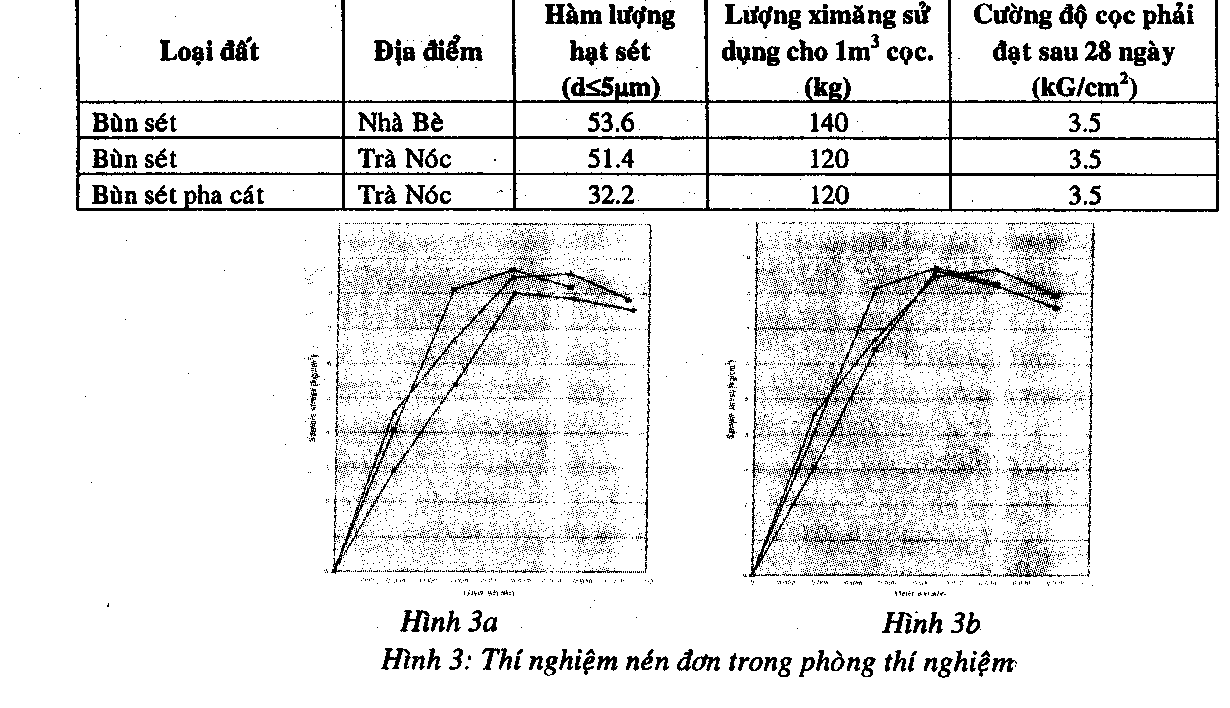 Loại đất
Địa điểm
Hàm lượng
hạt sét
(d≤5µm)
Lượng ximăng sử
dụng cho 1m³ cọc.
(kg)
Cường độ cọc phải
đạt sau 28 ngày
(kG/cm²)
Bùn sét Nhà Bè 53.6 140 3.5
Bùn sét Trà Nóc 51.4 120 3.5
Bùn sét pha cát Trà Nóc 32.2 120 3.5
Hình 3a Hình 3b
Hình 3: Thí nghiệm nén đơn trong phòng thí nghiệm